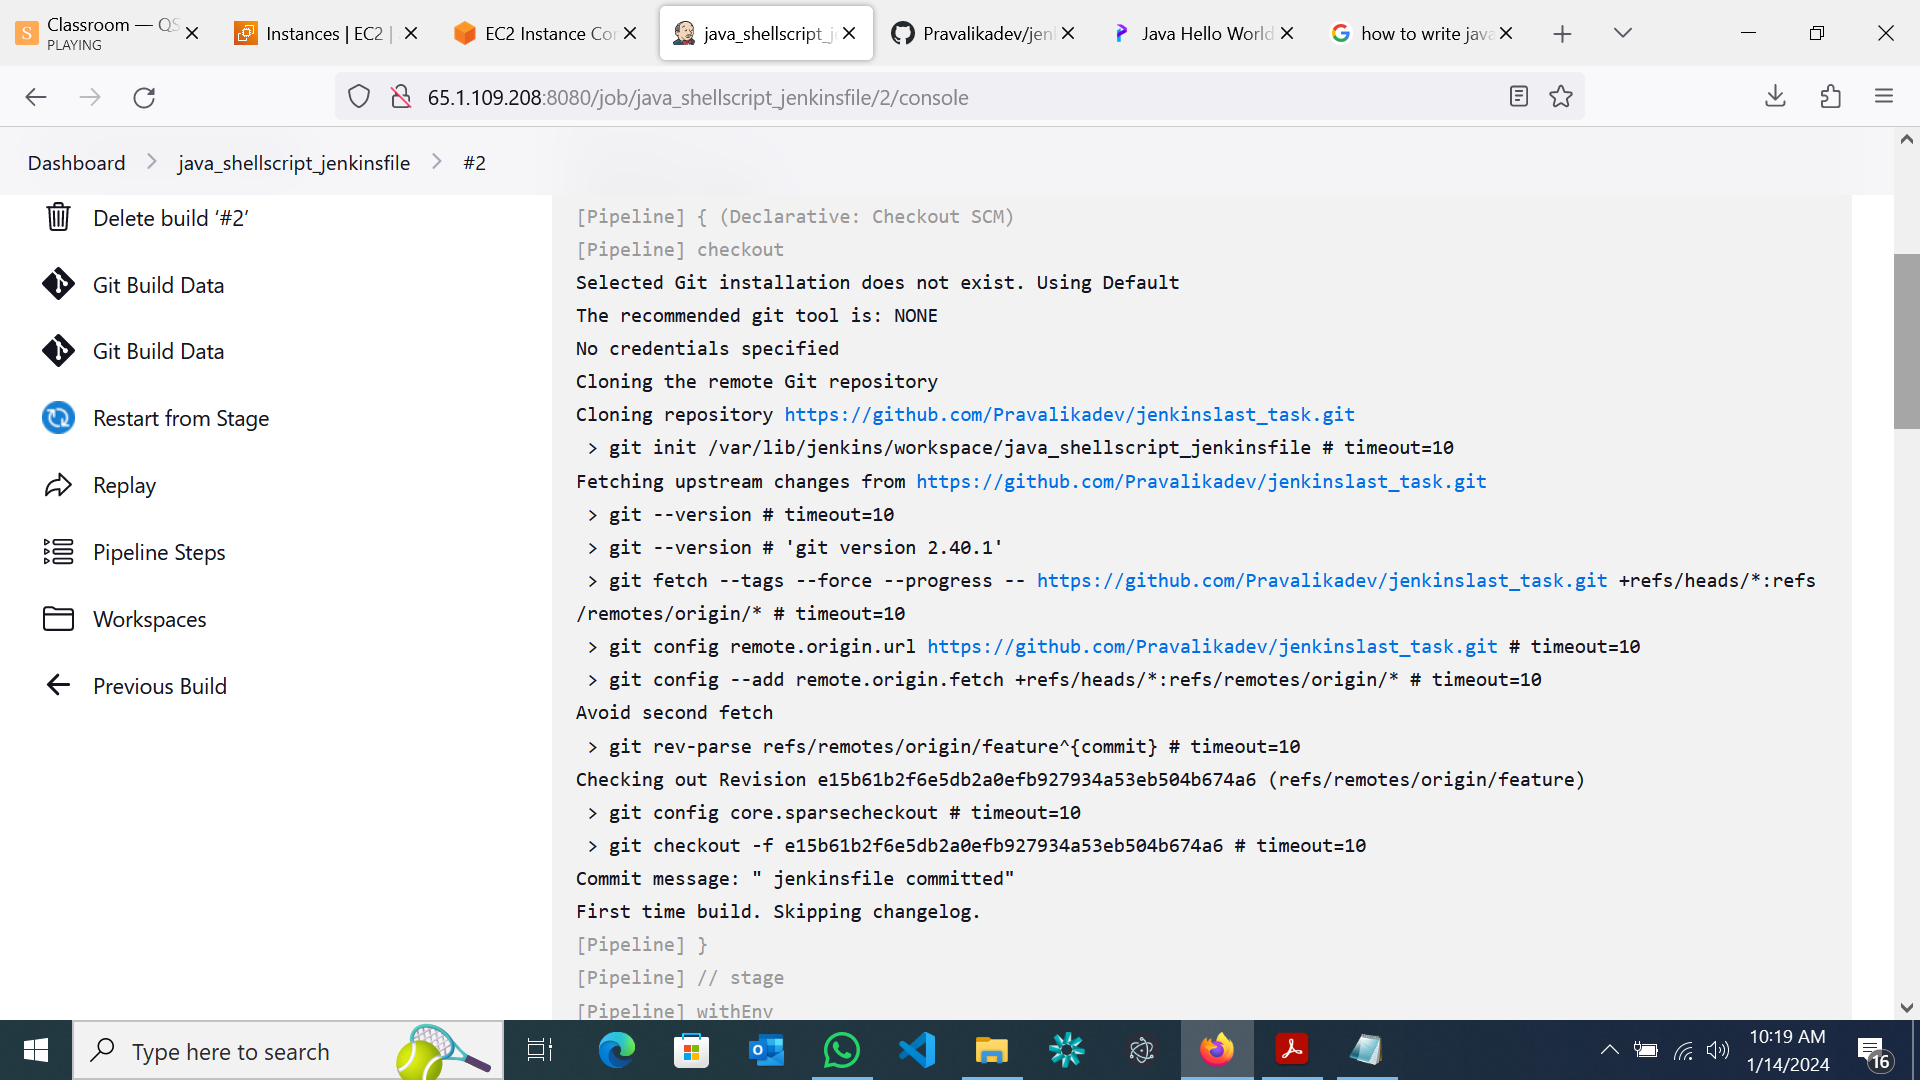 Classroom — QS
PLAYING
Instances | EC2 |
EC2 Instance Cor
java_shellscript_j
Pravalikadev/jenl
Java Hello World
how to write java
65.1.109.208:8080/job/java_shellscript_jenkinsfile/2/console
Dashboard
java_shellscript_jenkinsfile
#2
Delete build ‘#2’
Git Build Data
Git Build Data
Restart from Stage
Replay
Pipeline Steps
Workspaces
Previous Build
[Pipeline] { (Declarative: Checkout SCM)
[Pipeline] checkout
Selected Git installation does not exist. Using Default
The recommended git tool is: NONE
No credentials specified
Cloning the remote Git repository
Cloning repository https://github.com/Pravalikadev/jenkinslast_task.git
> git init /var/lib/jenkins/workspace/java_shellscript_jenkinsfile # timeout=10
Fetching upstream changes from https://github.com/Pravalikadev/jenkinslast_task.git
> git --version # timeout=10
> git --version # 'git version 2.40.1'
> git fetch --tags --force --progress -- https://github.com/Pravalikadev/jenkinslast_task.git +refs/heads/*:refs
/remotes/origin/* # timeout=10
> git config remote.origin.url https://github.com/Pravalikadev/jenkinslast_task.git # timeout=10
> git config --add remote.origin.fetch +refs/heads/*:refs/remotes/origin/* # timeout=10
Avoid second fetch
> git rev-parse refs/remotes/origin/feature^{commit} # timeout=10
Checking out Revision e15b61b2f6e5db2a0efb927934a53eb504b674a6 (refs/remotes/origin/feature)
> git config core.sparsecheckout # timeout=10
> git checkout -f e15b61b2f6e5db2a0efb927934a53eb504b674a6 # timeout=10
Commit message: " jenkinsfile committed"
First time build. Skipping changelog.
[Pipeline] }
[Pipeline] // stage
[Pipeline] withEnv
Type here to search
10:19 AM
1/14/2024
16